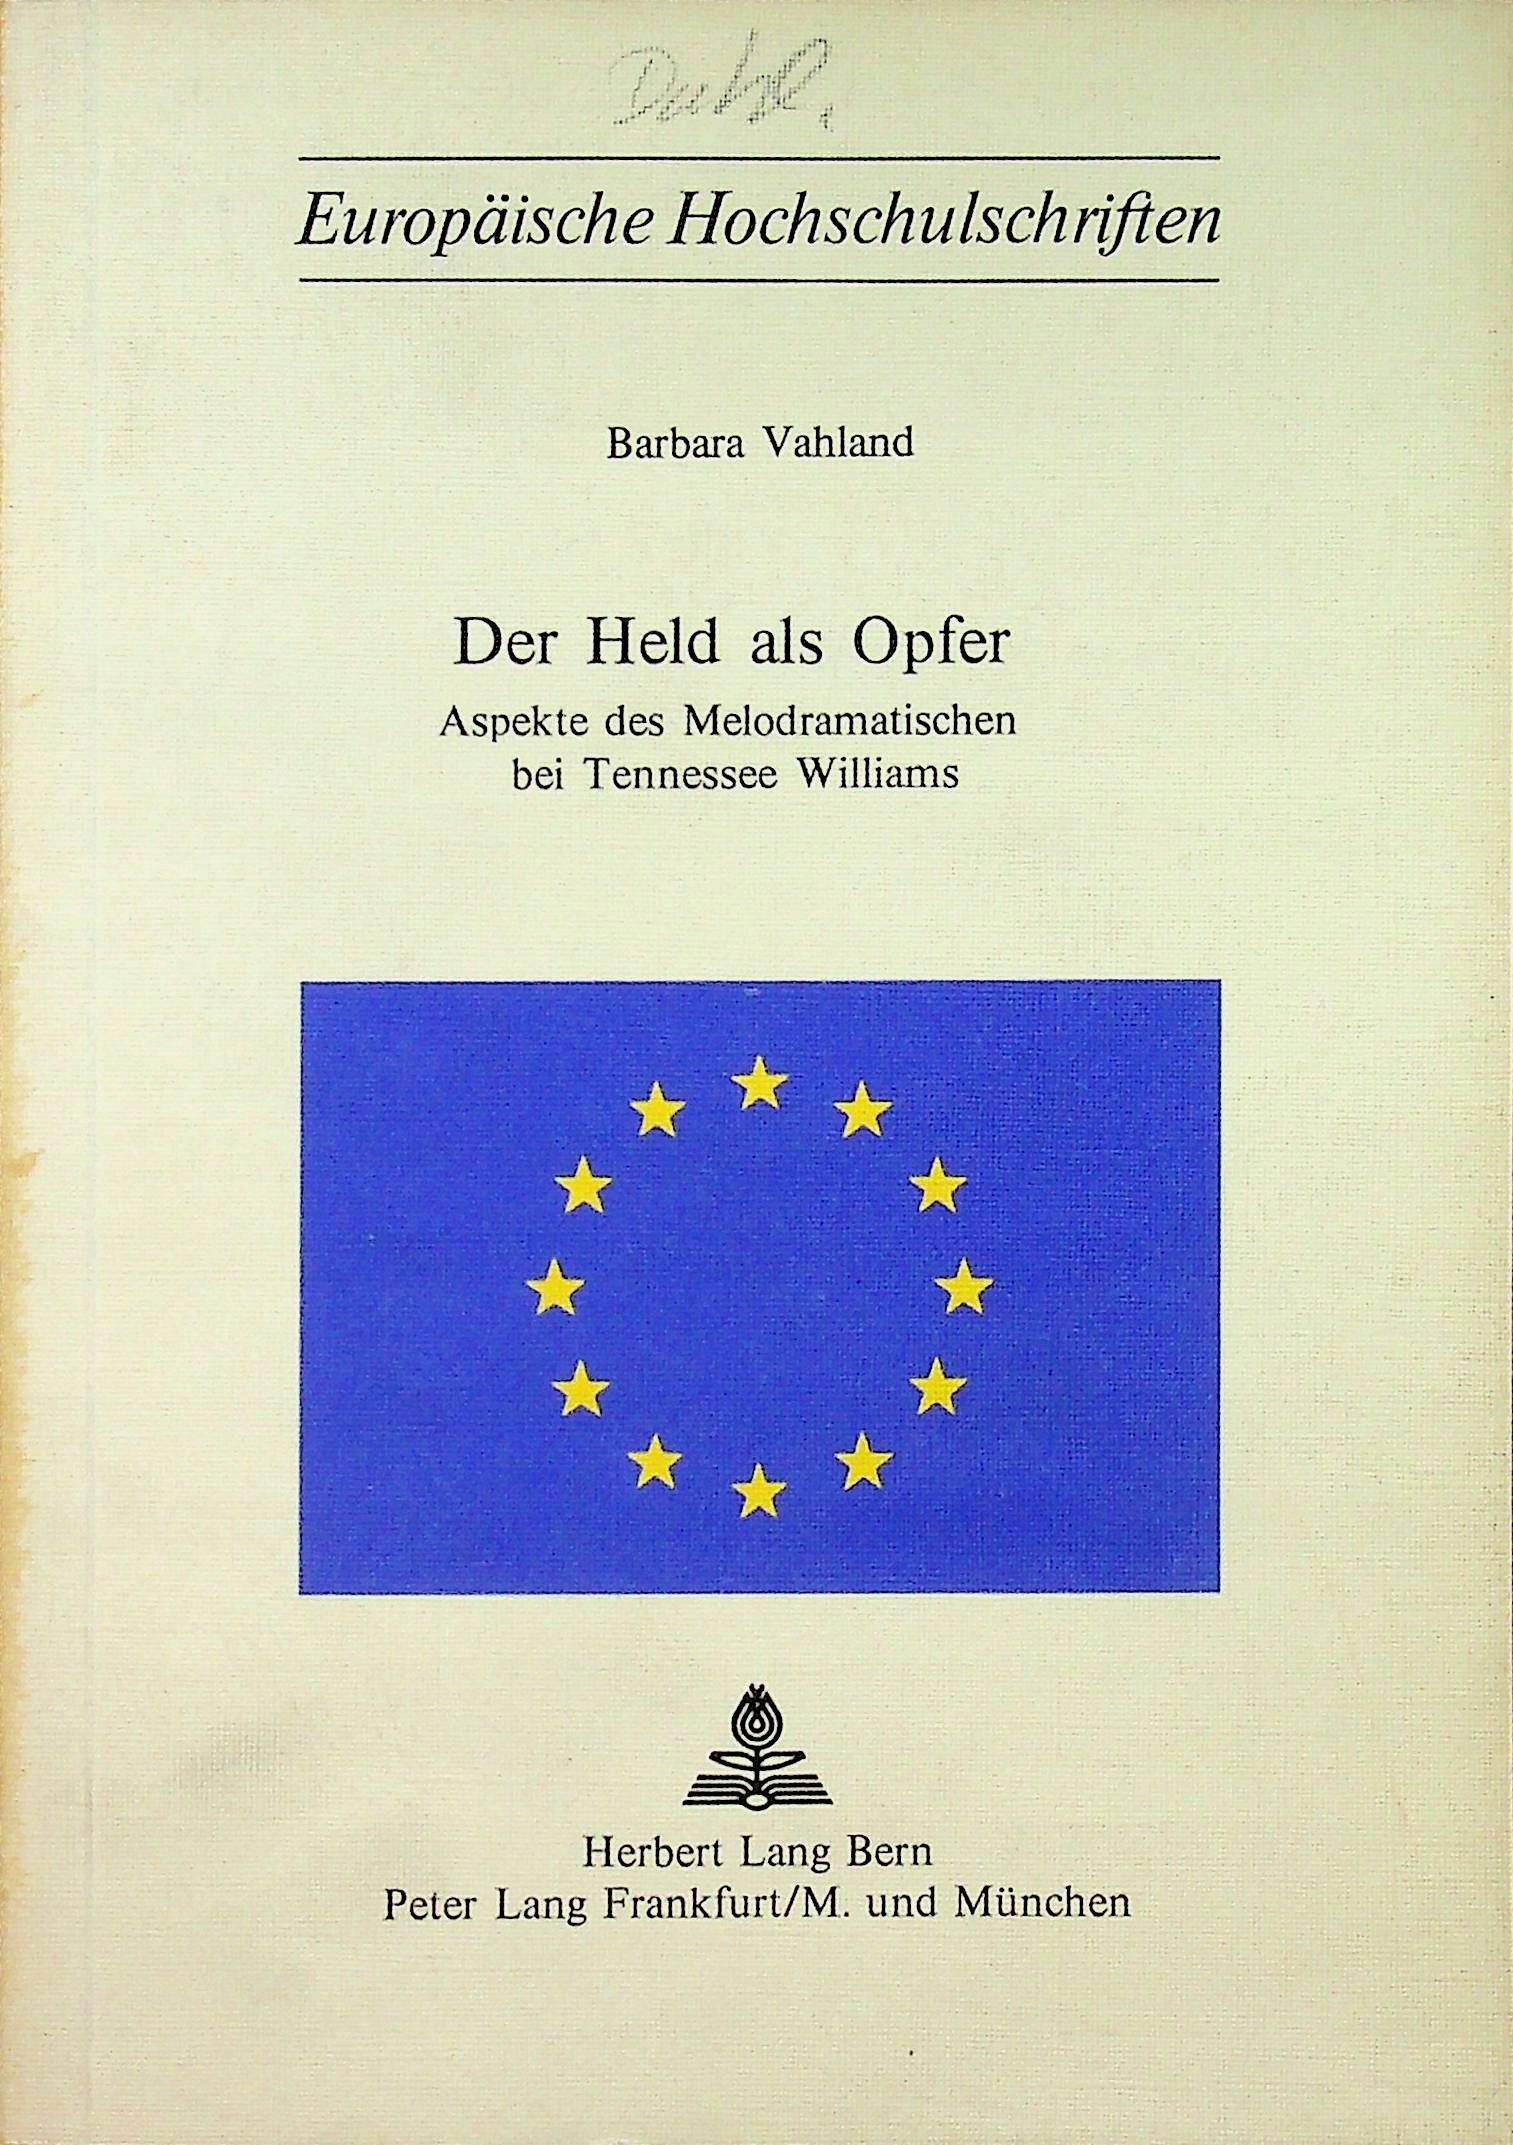 Europäische Hochschulschriften
Barbara Vahland
Der Held als Opfer
Aspekte des Melodramatischen
bei Tennessee Williams
Herbert Lang Bern
Peter Lang Frankfurt/M. und München